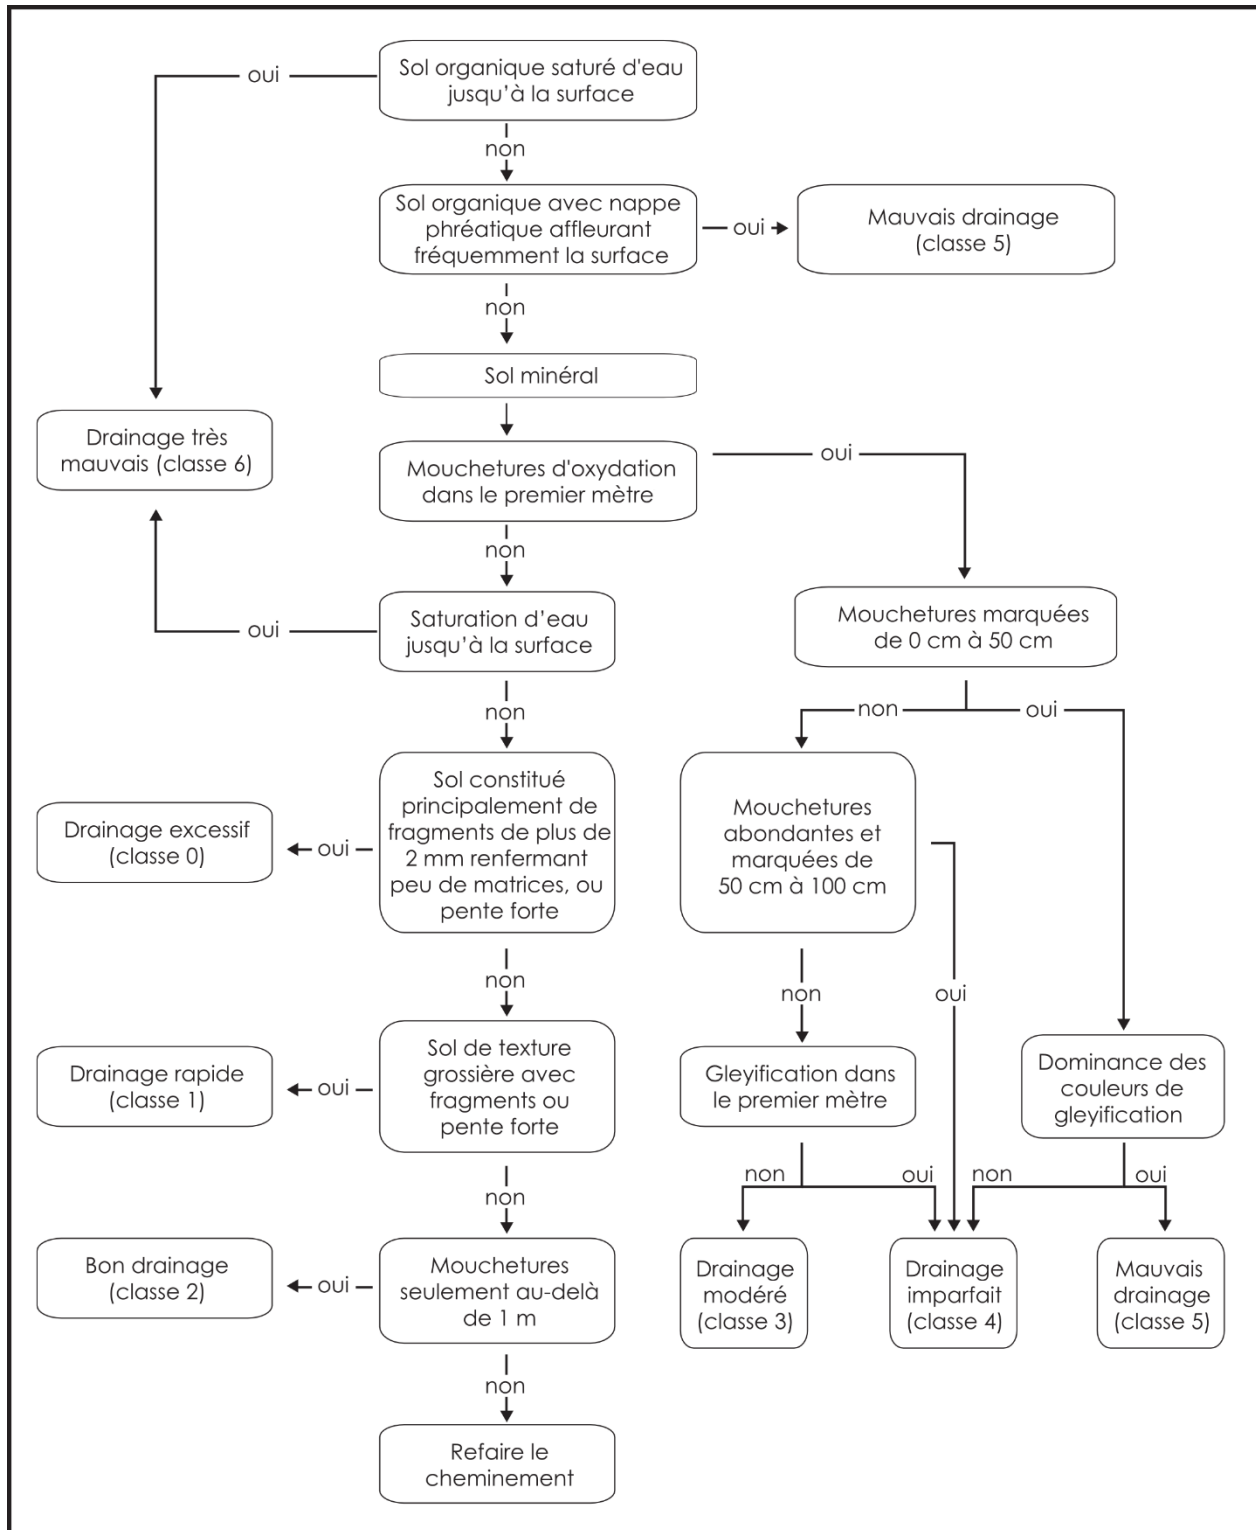 Sol organique saturé d'eau
jusqu'à la surface
oui
non
Sol organique avec nappe
phréatique affleurant
fréquemment la surface
oui
Mauvais drainage
(classe 5)
non
Sol minéral
Drainage très
mauvais (classe 6)
Mouchetures d'oxydation
dans le premier mètre
oui
non
Saturation d'eau
jusqu'à la surface
oui
Mouchetures marquées
de 0 cm à 50 cm
non
non
oui
Sol constitué
principalement de
fragments de plus de
2 mm renfermant
peu de matrices, ou
pente forte
oui
Drainage excessif
(classe 0)
Mouchetures
abondantes et
marquées de
50 cm à 100 cm
non
non
oui
Sol de texture
grossière avec
fragments ou
pente forte
oui
Drainage rapide
(classe 1)
Gleyification dans
le premier mètre
Dominance des
couleurs de
gleyification
non
non
oui
non
oui
Mouchetures
seulement au-delà
de 1 m
oui
Bon drainage
(classe 2)
Drainage
modéré
(classe 3)
Drainage
imparfait
(classe 4)
Mauvais
drainage
(classe 5)
non
Refaire le
cheminement